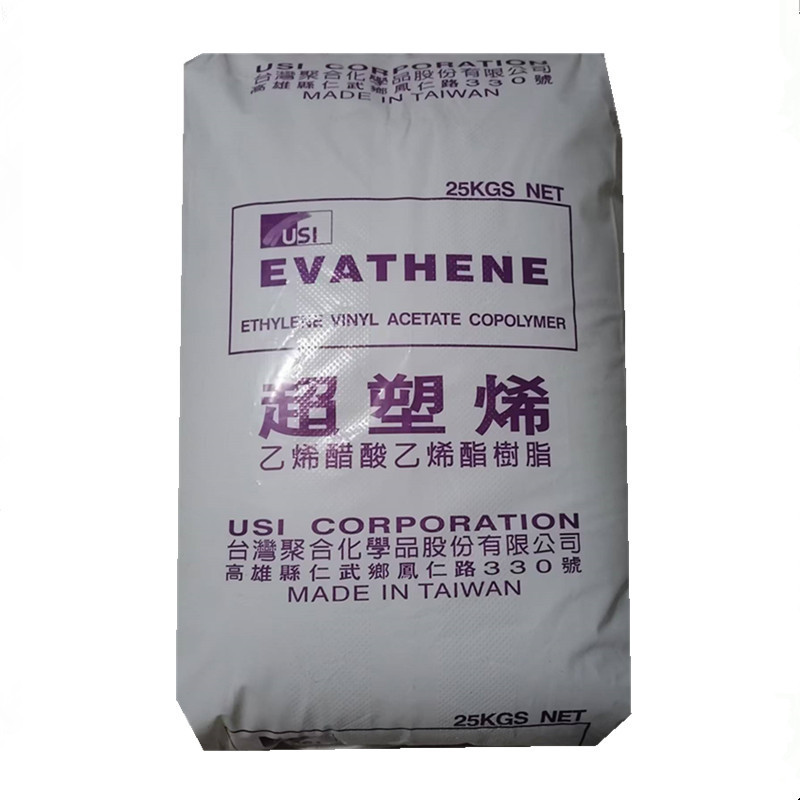 USI CORPORATION
台灣聚合化學品股份有限公司
高雄縣仁武鄉鳳仁路330號
MADE IN TAIWAN
25KGS NET
USI
EVATHENE
ETHYLENE VINYL ACETATE COPOLYMER
超塑烯
乙烯醋酸乙烯酯樹脂
USI CORPORATION
台灣聚合化學品股份有限公司
高雄縣仁武鄉鳳仁路330號
MADE IN TAIWAN
25KGS NET